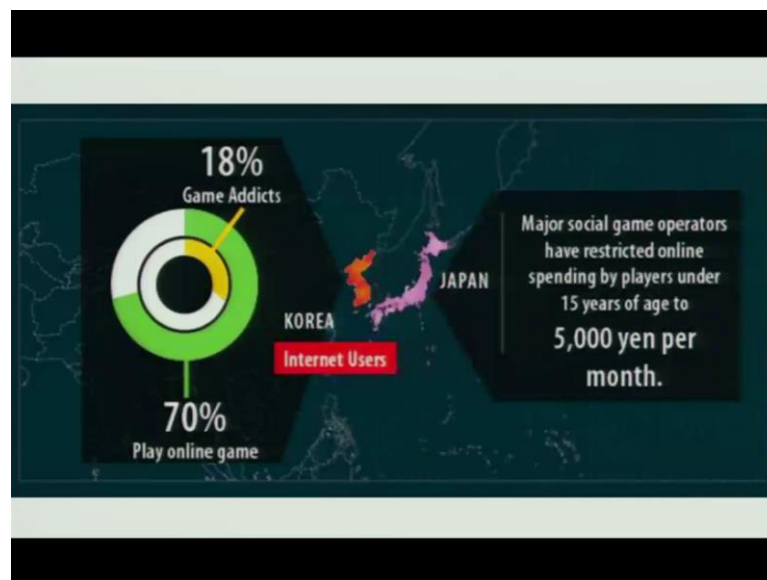 18%
Game Addicts
KOREA
Internet Users
70%
Play online game
JAPAN
Major social game operators
have restricted online
spending by players under
15 years of age to
5,000 yen per
month.